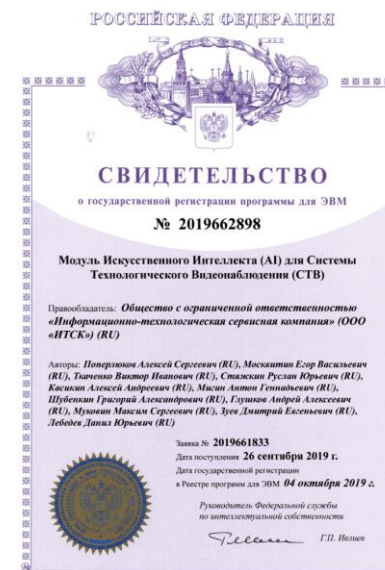 РОССИЙСКАЯ ФЕДЕРАЦИЯ
СВИДЕТЕЛЬСТВО
о государственной регистрации программы для ЭВМ
№ 2019662898
Модуль Искусственного Интеллекта (AI) для Системы
Технологического Видеонаблюдения (СТВ)
Правообладатель: Общество с ограниченной ответственностью
«Информационно-технологическая сервисная компания» (ООО
«ИТСК») (RU)
Авторы: Поперлюков Алексей Сергеевич (RU), Москвитин Егор Васильевич
(RU), Ткаченко Виктор Иванович (RU), Стяжкин Руслан Юрьевич (RU),
Касикин Алексей Андреевич (RU), Мигин Антон Геннадьевич (RU),
Шубенкин Григорий Александрович (RU), Глушков Андрей Алексеевич
(RU), Муковин Максим Сергеевич (RU), Зуев Дмитрий Евгеньевич (RU),
Лебедев Данил Юрьевич (RU)
Заявка № 2019661833
Дата поступления 26 сентября 2019 г.
Дата государственной регистрации
в Реестре программ для ЭВМ 04 октября 2019 г.
Руководитель Федеральной службы
по интеллектуальной собственности
Г.П. Ивлиев